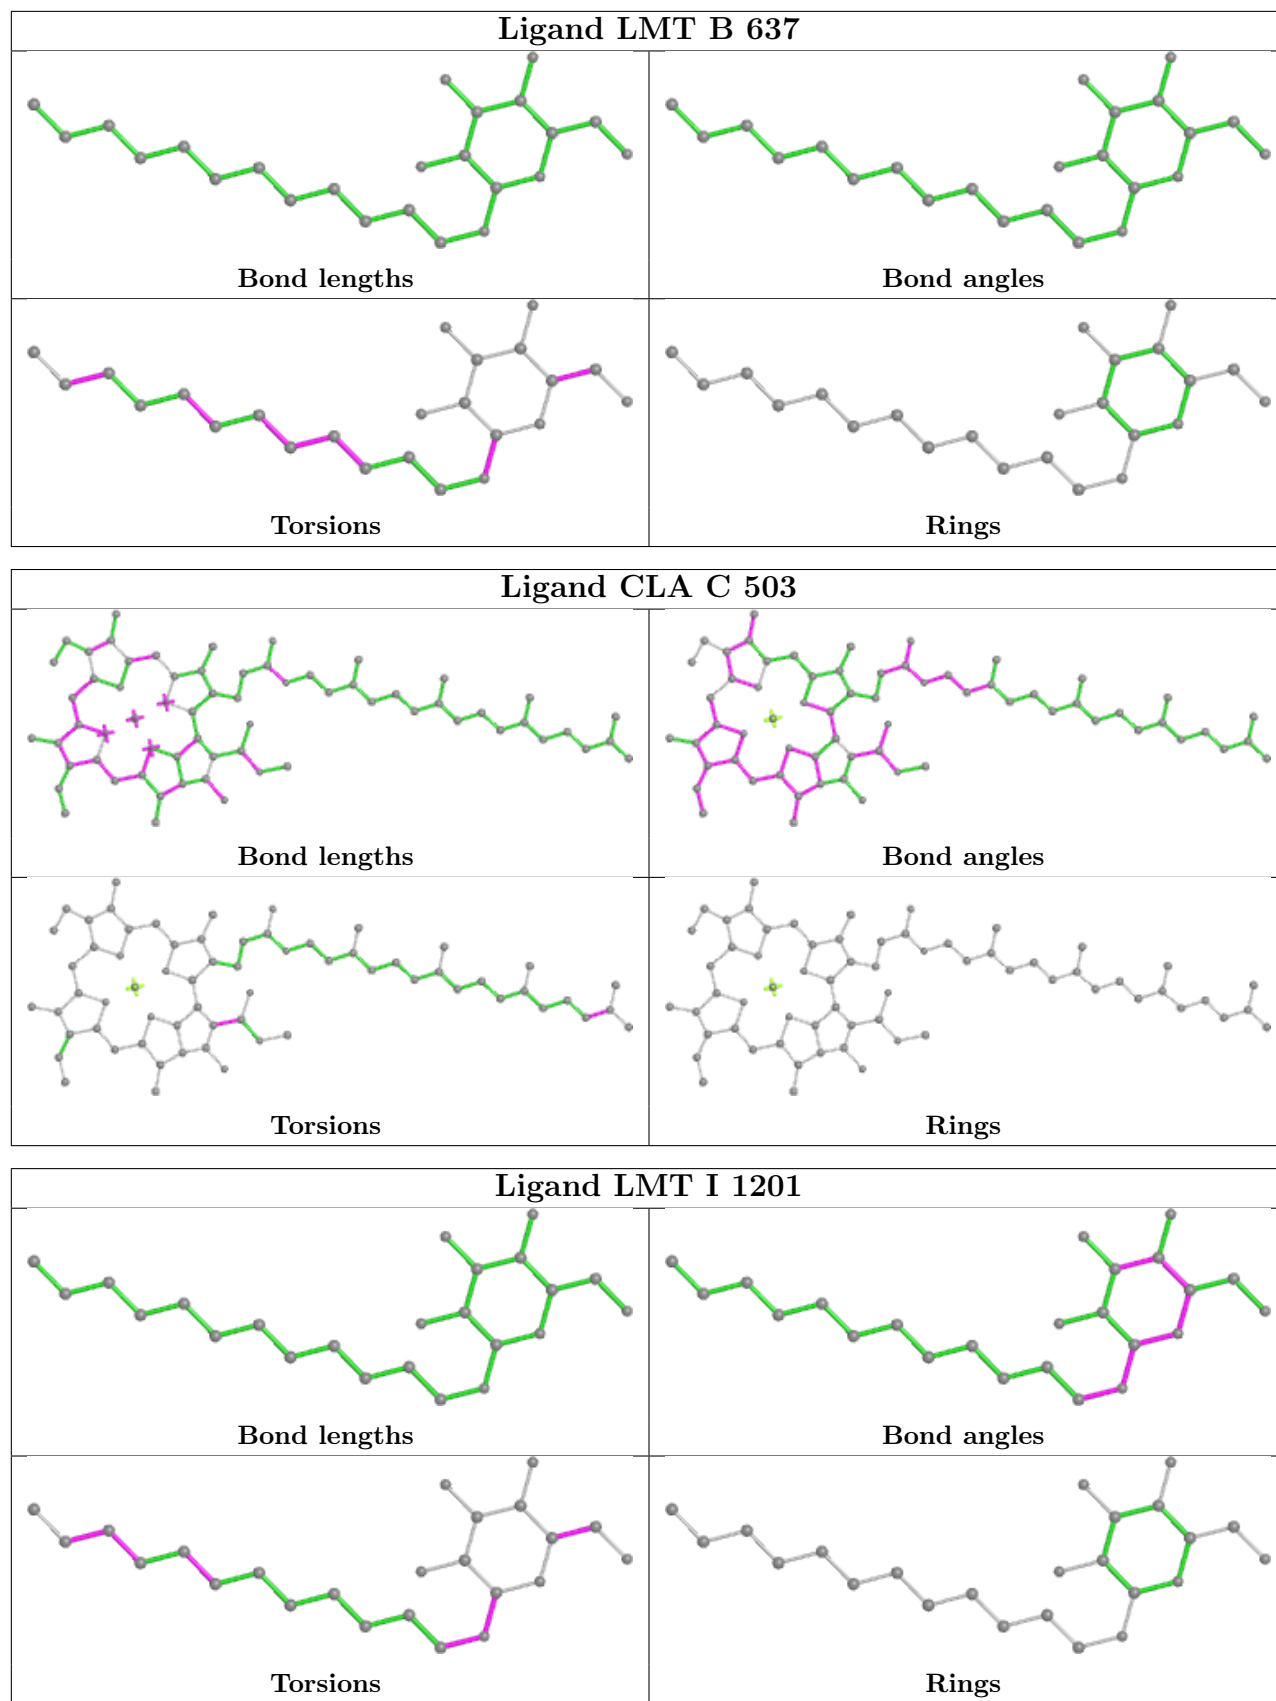 Ligand LMT B 637
Bond lengths
Bond angles
Torsions
Rings
Ligand CLA C 503
Bond lengths
Bond angles
Torsions
Rings
Ligand LMT I 1201
Bond lengths
Bond angles
Torsions
Rings